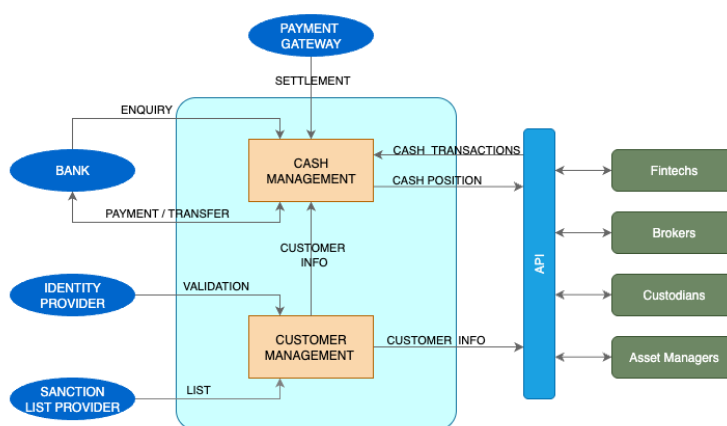 PAYMENT
GATEWAY
SETTLEMENT
ENQUIRY
BANK
CASH
MANAGEMENT
CASH TRANSACTIONS
CASH POSITION
PAYMENT / TRANSFER
CUSTOMER
INFO
IDENTITY
PROVIDER
VALIDATION
CUSTOMER
MANAGEMENT
CUSTOMER INFO
SANCTION
LIST PROVIDER
LIST
API
Fintechs
Brokers
Custodians
Asset Managers